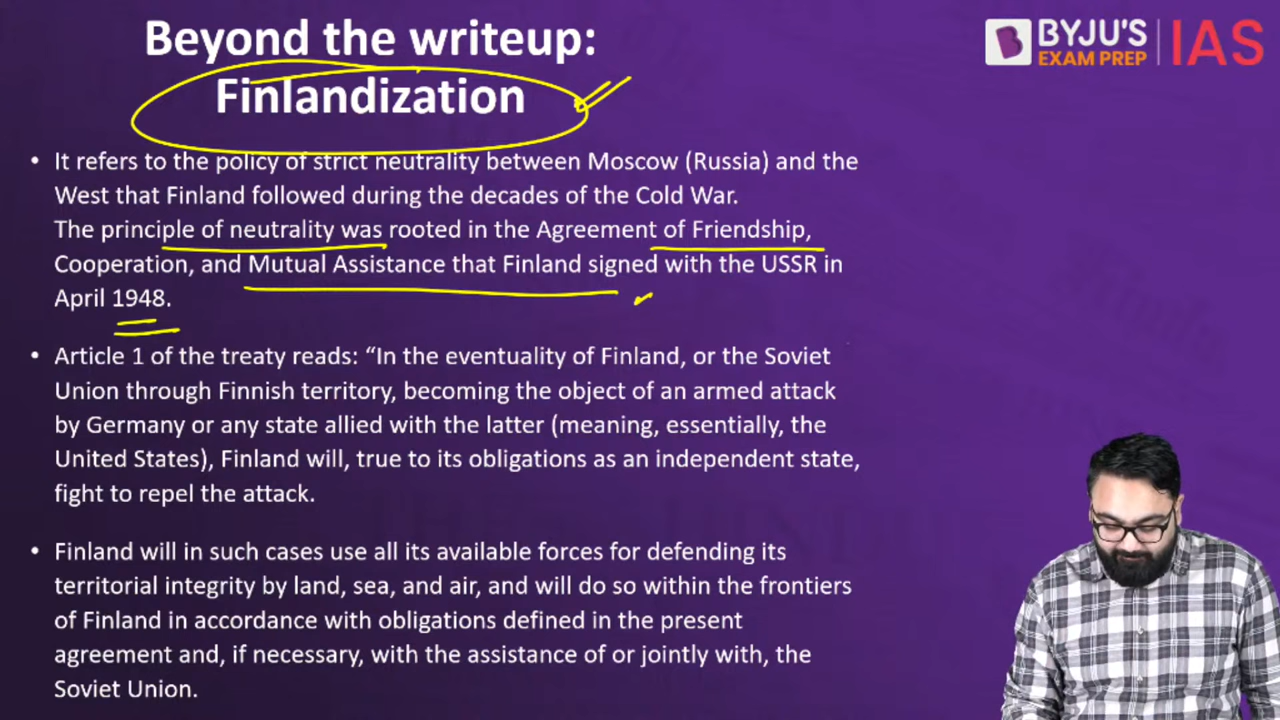 Beyond the writeup:
Finlandization
BYJU'S
EXAM PREP
IAS
• It refers to the policy of strict neutrality between Moscow (Russia) and the
West that Finland followed during the decades of the Cold War.
The principle of neutrality was rooted in the Agreement of Friendship,
Cooperation, and Mutual Assistance that Finland signed with the USSR in
April 1948.
• Article 1 of the treaty reads: “In the eventuality of Finland, or the Soviet
Union through Finnish territory, becoming the object of an armed attack
by Germany or any state allied with the latter (meaning, essentially, the
United States), Finland will, true to its obligations as an independent state,
fight to repel the attack.
• Finland will in such cases use all its available forces for defending its
territorial integrity by land, sea, and air, and will do so within the frontiers
of Finland in accordance with obligations defined in the present
agreement and, if necessary, with the assistance of or jointly with, the
Soviet Union.